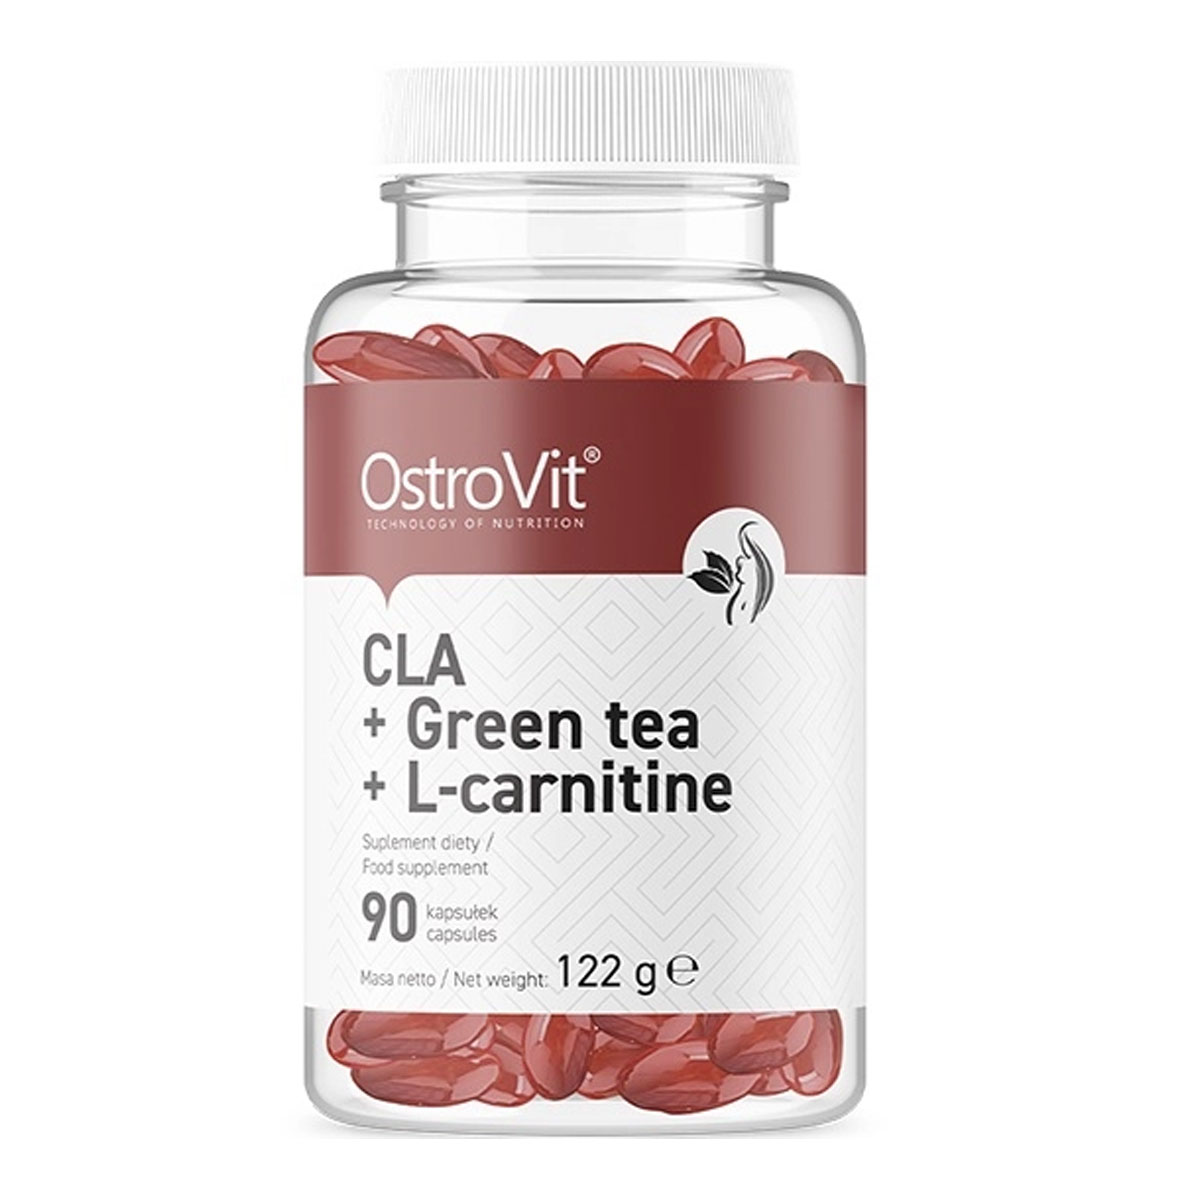 OstroVit®
TECHNOLOGY OF NUTRITION
CLA
+ Green tea
+ L-carnitine
Suplement diety /
Food supplement
90 kapsułek
capsules
Masa netto / Net weight: 122 g ℮